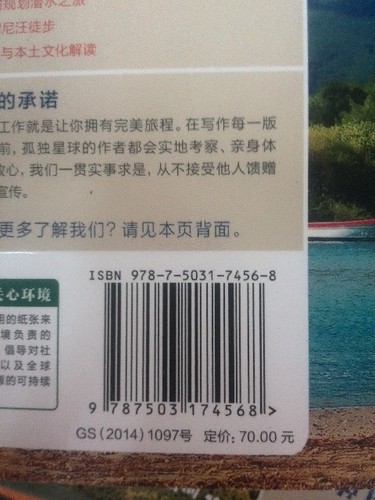 规划潜水之旅
尼汪徒步
与本土文化解读
的承诺
工作就是让你拥有完美旅程。在写作每一版
前，孤独星球的作者都会实地考察、亲身体
放心，我们一贯实事求是，从不接受他人馈赠
宣传。
更多了解我们？请见本页背面。
ISBN 978-7-5031-7456-8
关心环境
用的纸张来
境负责的
倡导对社
以及全球
源的可持续
9 787503 174568 >
GS（2014）1097号 定价：70.00 元